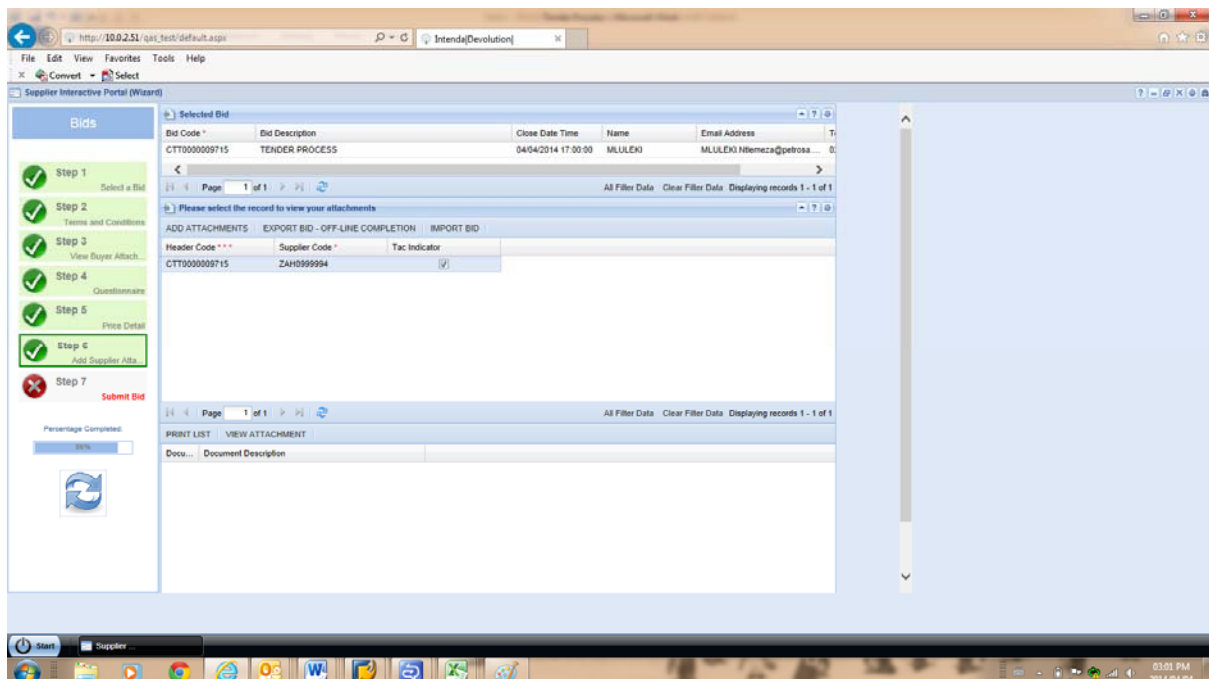 http://10.0.2.51/qas_test/default.aspx
Intenda[Devolution]
File Edit View Favorites Tools Help
x Convert Select
Supplier Interactive Portal (Wizard)
Bids
Step 1
Select a Bid
Step 2
Terms and Conditions
Step 3
View Buyer Attach...
Step 4
Questionnaire
Step 5
Price Detail
Step 6
Add Supplier Atta...
Step 7
Submit Bid
Percentage Completed:
Selected Bid
Bid Code * Bid Description Close Date Time Name Email Address
CTT0000009715 TENDER PROCESS 04/04/2014 17:00:00 MLULEKI MLULEKI.Ntlemeza@petrosa....
Page 1 of 1 All Filter Data Clear Filter Data Displaying records 1 - 1 of 1
Please select the record to view your attachments
ADD ATTACHMENTS EXPORT BID - OFF-LINE COMPLETION IMPORT BID
Header Code * * * Supplier Code * Tac Indicator
CTT0000009715 ZAH0999994
Page 1 of 1 All Filter Data Clear Filter Data Displaying records 1 - 1 of 1
PRINT LIST VIEW ATTACHMENT
Docu... Document Description
Start Supplier ...
03:01 PM
2014/04/04